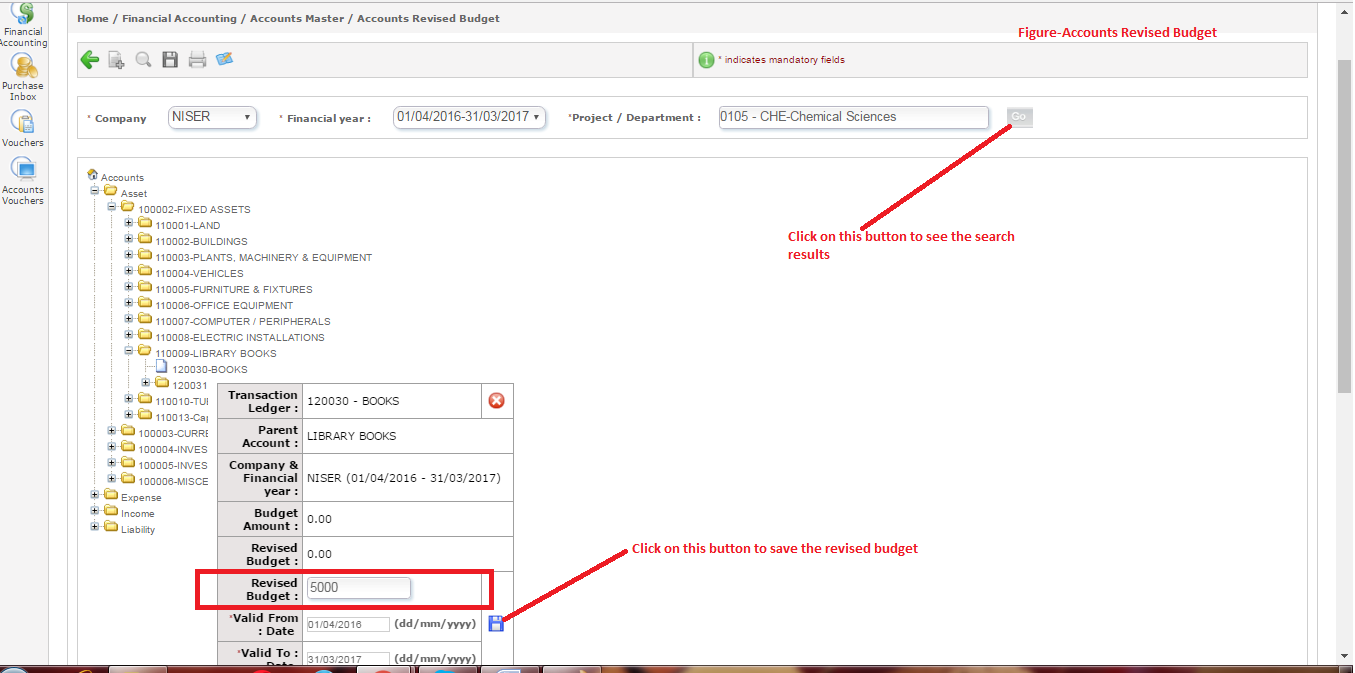 Financial
Accounting
Purchase
Inbox
Vouchers
Accounts
Vouchers
Home / Financial Accounting / Accounts Master / Accounts Revised Budget
Figure-Accounts Revised Budget
* indicates mandatory fields
* Company NISER * Financial year : 01/04/2016-31/03/2017 *Project / Department : 0105 - CHE-Chemical Sciences Go
Click on this button to see the search
results
Accounts
Asset
100002-FIXED ASSETS
110001-LAND
110002-BUILDINGS
110003-PLANTS, MACHINERY & EQUIPMENT
110004-VEHICLES
110005-FURNITURE & FIXTURES
110006-OFFICE EQUIPMENT
110007-COMPUTER / PERIPHERALS
110008-ELECTRIC INSTALLATIONS
110009-LIBRARY BOOKS
120030-BOOKS
120031
110010-TU
110013-Ca
100003-CURR
100004-INVES
100005-INVES
100006-MISCE
Expense
Income
Liability
Transaction
Ledger : 120030 - BOOKS
Parent
Account : LIBRARY BOOKS
Company &
Financial
year : NISER (01/04/2016 - 31/03/2017)
Budget
Amount : 0.00
Revised
Budget : 0.00
Revised
Budget : 5000
*Valid From
: Date 01/04/2016 (dd/mm/yyyy)
*Valid To :
Date 31/03/2017 (dd/mm/yyyy)
Click on this button to save the revised budget